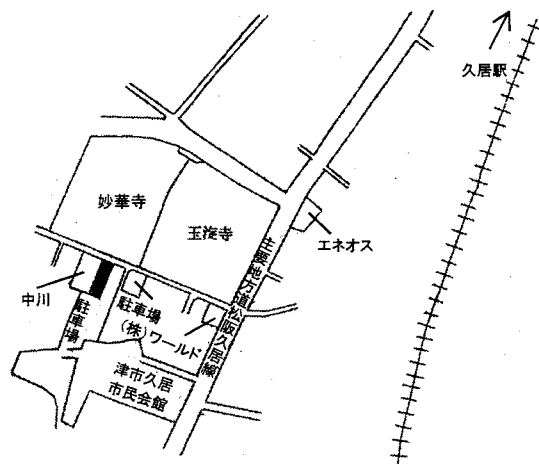 久居駅
妙華寺
玉蓰寺
エネオス
主要地方道松阪久居線
中川
駐車場
駐車場
(株)ワールド
津市久居
市民会館